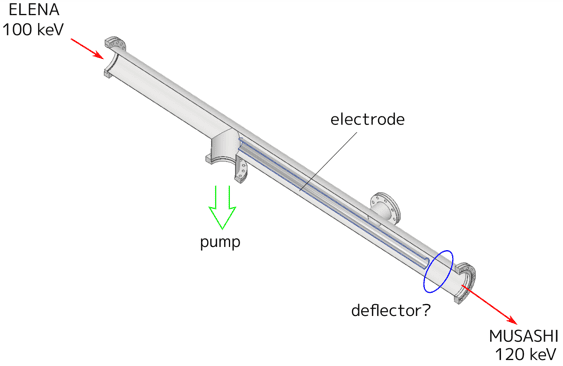 ELENA
100 keV
electrode
pump
deflector?
MUSASHI
120 keV